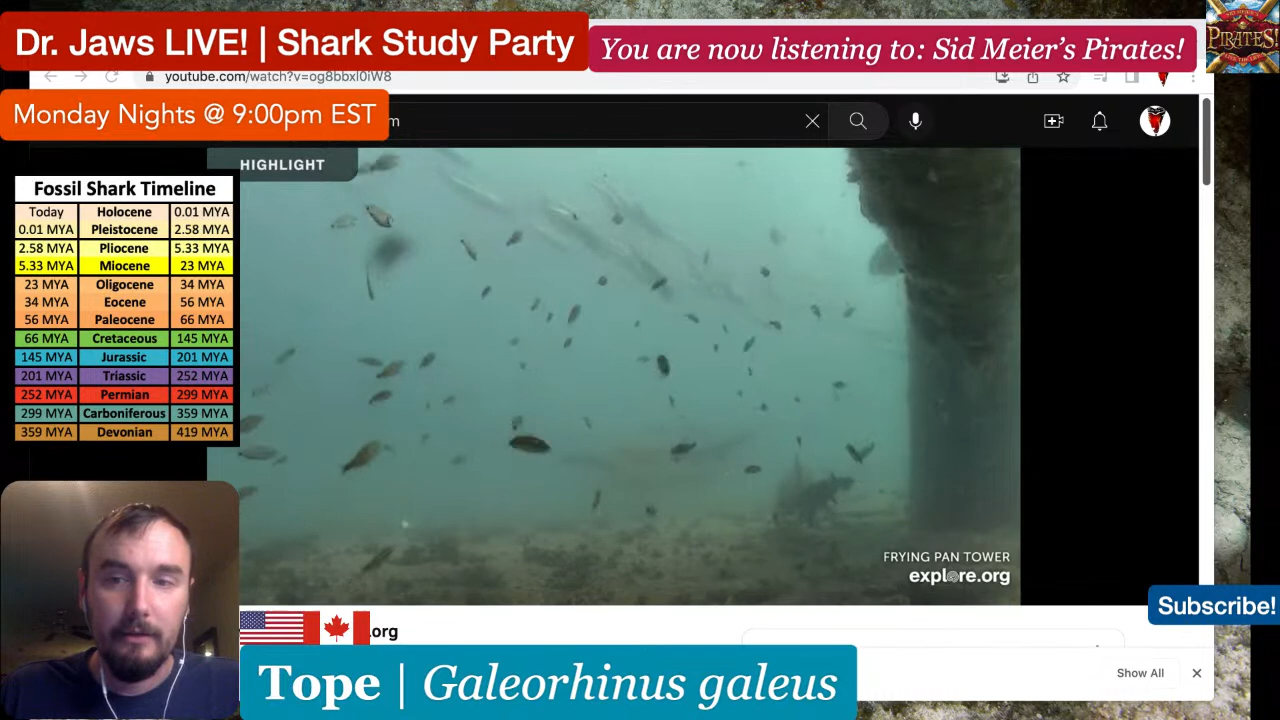 Dr. Jaws LIVE! | Shark Study Party
You are now listening to: Sid Meier's Pirates!
PIRATES!
youtube.com/watch?v=og8bbxl0iW8
Monday Nights @ 9:00pm EST
m
HIGHLIGHT
Fossil Shark Timeline
Today Holocene 0.01 MYA
0.01 MYA Pleistocene 2.58 MYA
2.58 MYA Pliocene 5.33 MYA
5.33 MYA Miocene 23 MYA
23 MYA Oligocene 34 MYA
34 MYA Eocene 56 MYA
56 MYA Paleocene 66 MYA
66 MYA Cretaceous 145 MYA
145 MYA Jurassic 201 MYA
201 MYA Triassic 252 MYA
252 MYA Permian 299 MYA
299 MYA Carboniferous 359 MYA
359 MYA Devonian 419 MYA
FRYING PAN TOWER
explore.org
Subscribe!
.org
Tope | Galeorhinus galeus
Show All